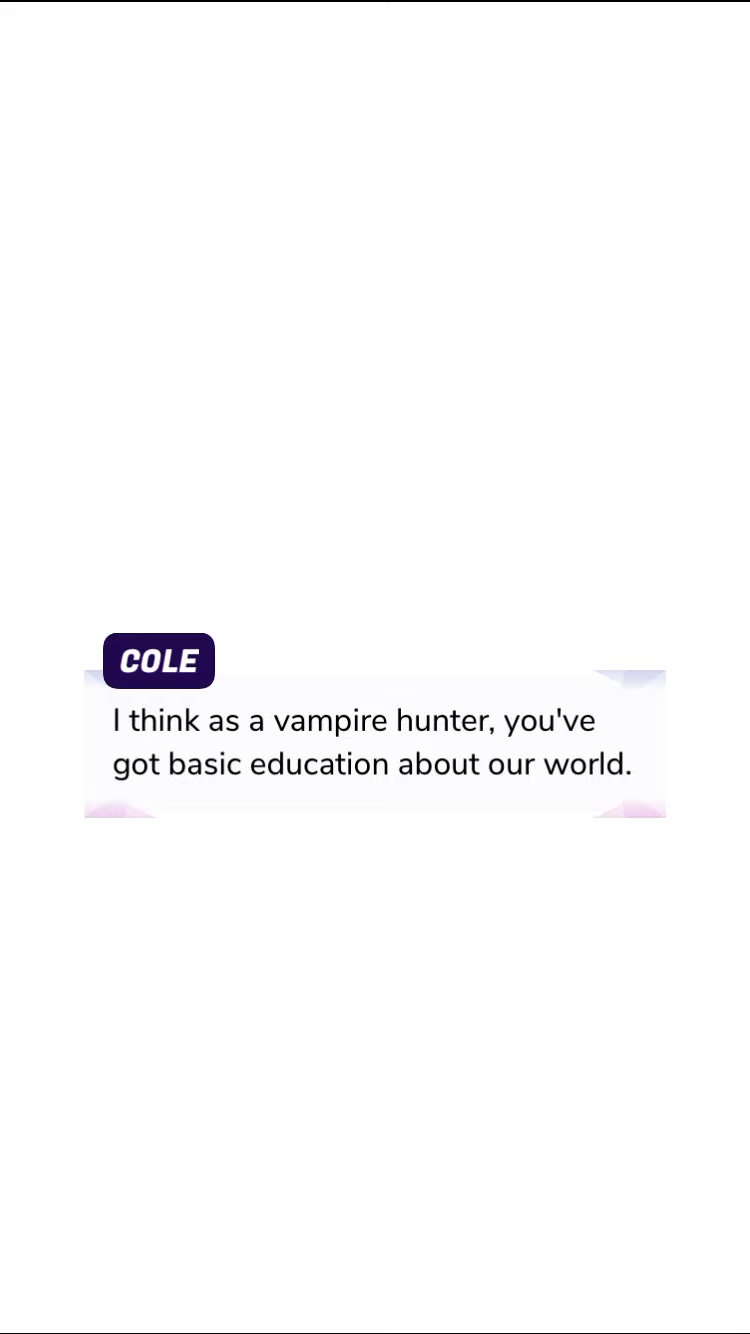 COLE
I think as a vampire hunter, you've
got basic education about our world.